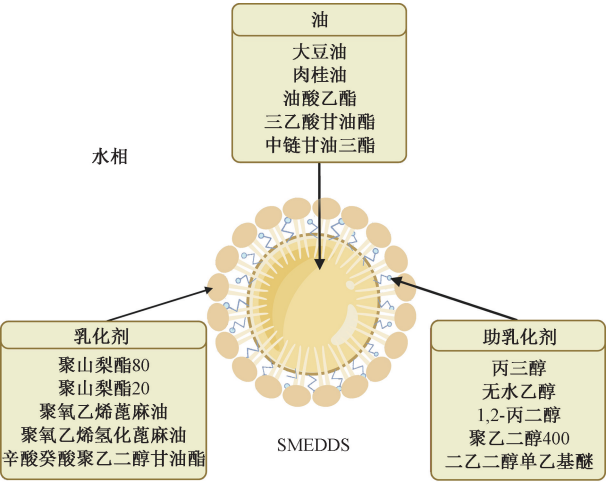 油
大豆油
肉桂油
油酸乙酯
三乙酸甘油酯
中链甘油三酯
水相
乳化剂
聚山梨酯80
聚山梨酯20
聚氧乙烯蓖麻油
聚氧乙烯氢化蓖麻油
辛酸癸酸聚乙二醇甘油酯
助乳化剂
丙三醇
无水乙醇
1,2-丙二醇
聚乙二醇400
二乙二醇单乙基醚
SMEDDS